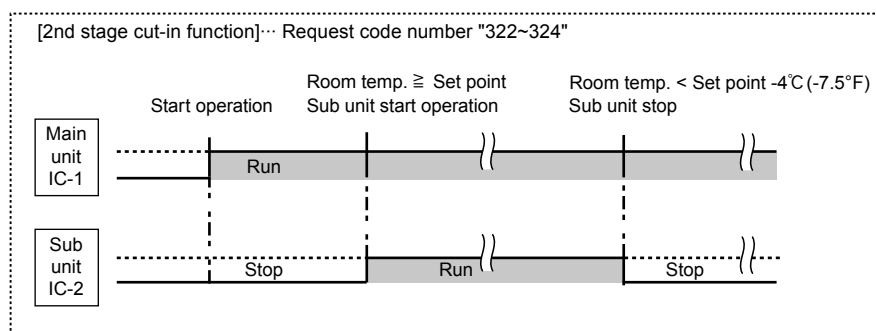 [2nd stage cut-in function]··· Request code number "322~324"
Room temp. ≧ Set point
Room temp. < Set point -4℃ (-7.5°F)
Start operation
Sub unit start operation
Sub unit stop
Main
unit
IC-1
Run
Sub
unit
IC-2
Stop
Run
Stop